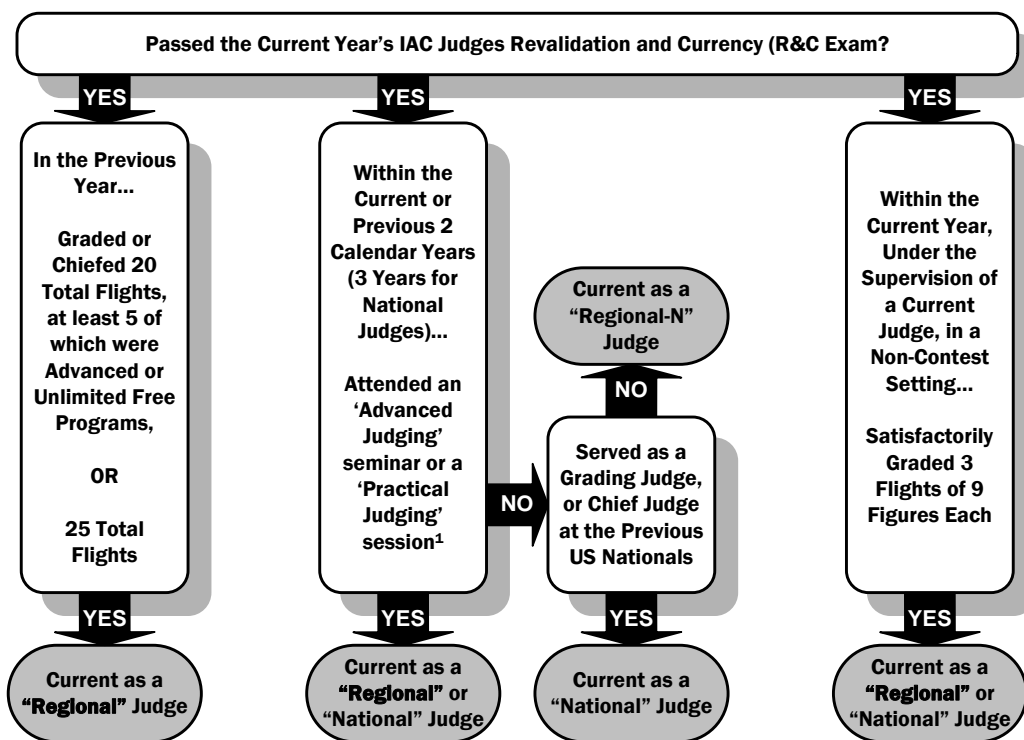 Passed the Current Year's IAC Judges Revalidation and Currency (R&C Exam?
YES
YES
YES
In the Previous
Year...
Graded or
Chiefed 20
Total Flights,
at least 5 of
which were
Advanced or
Unlimited Free
Programs,
OR
25 Total
Flights
YES
Current as a
"Regional" Judge
Within the
Current or
Previous 2
Calendar Years
(3 Years for
National
Judges)...
Attended an
'Advanced
Judging'
seminar or a
'Practical
Judging'
session¹
NO
YES
Current as a
"Regional" or
"National" Judge
Current as a
"Regional-N"
Judge
NO
Served as a
Grading Judge,
or Chief Judge
at the Previous
US Nationals
YES
Current as a
"National" Judge
Within the
Current Year,
Under the
Supervision of
a Current
Judge, in a
Non-Contest
Setting...
Satisfactorily
Graded 3
Flights of 9
Figures Each
YES
Current as a
"Regional" or
"National" Judge